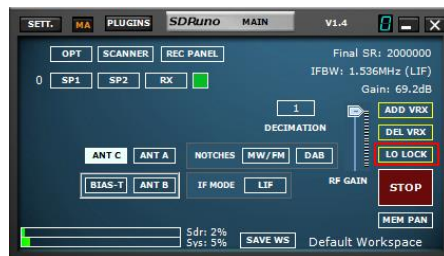 SETT. MA PLUGINS SDRuno MAIN V1.4 0
OPT SCANNER REC PANEL Final SR: 2000000
IFBW: 1.536MHz (LIF)
0 SP1 SP2 RX Gain: 69.2dB
1 ADD VRX
DECIMATION DEL VRX
ANT C ANT A NOTCHES MW/FM DAB LO LOCK
BIAS-T ANT B IF MODE LIF RF GAIN STOP
MEM PAN
Sdr: 2%
Sys: 5% SAVE WS Default Workspace